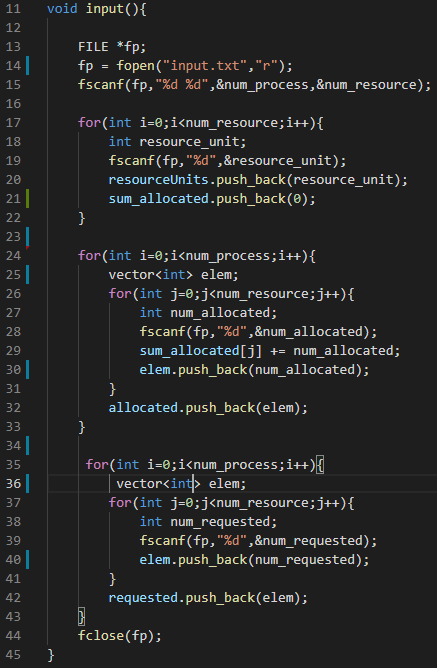 11 void input(){
12
13     FILE *fp;
14     fp = fopen("input.txt","r");
15     fscanf(fp,"%d %d",&num_process,&num_resource);
16
17     for(int i=0;i<num_resource;i++){
18         int resource_unit;
19         fscanf(fp,"%d",&resource_unit);
20         resourceUnits.push_back(resource_unit);
21         sum_allocated.push_back(0);
22     }
23
24     for(int i=0;i<num_process;i++){
25         vector<int> elem;
26         for(int j=0;j<num_resource;j++){
27             int num_allocated;
28             fscanf(fp,"%d",&num_allocated);
29             sum_allocated[j] += num_allocated;
30             elem.push_back(num_allocated);
31         }
32         allocated.push_back(elem);
33     }
34
35      for(int i=0;i<num_process;i++){
36          vector<int> elem;
37         for(int j=0;j<num_resource;j++){
38             int num_requested;
39             fscanf(fp,"%d",&num_requested);
40             elem.push_back(num_requested);
41         }
42         requested.push_back(elem);
43     }
44     fclose(fp);
45 }